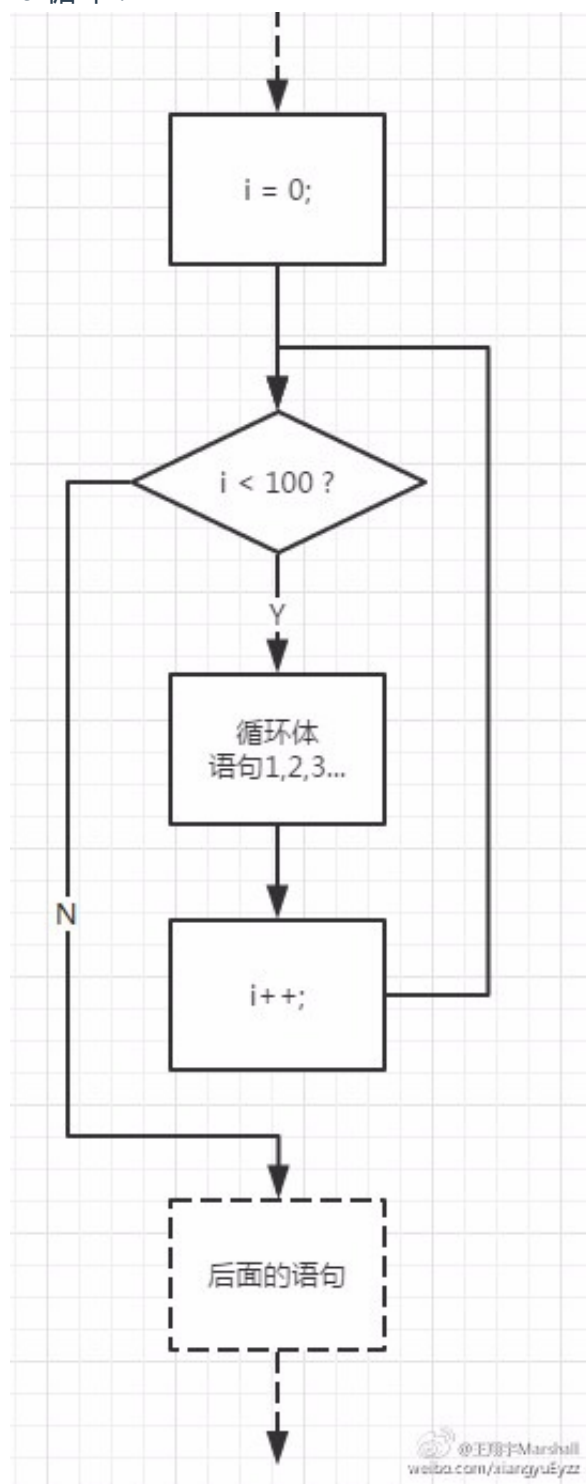 i = 0;
i < 100 ?
Y
循环体
语句1,2,3...
N
i++;
后面的语句
@王翔宇Marshall
weibo.com/xiangyuEyzz